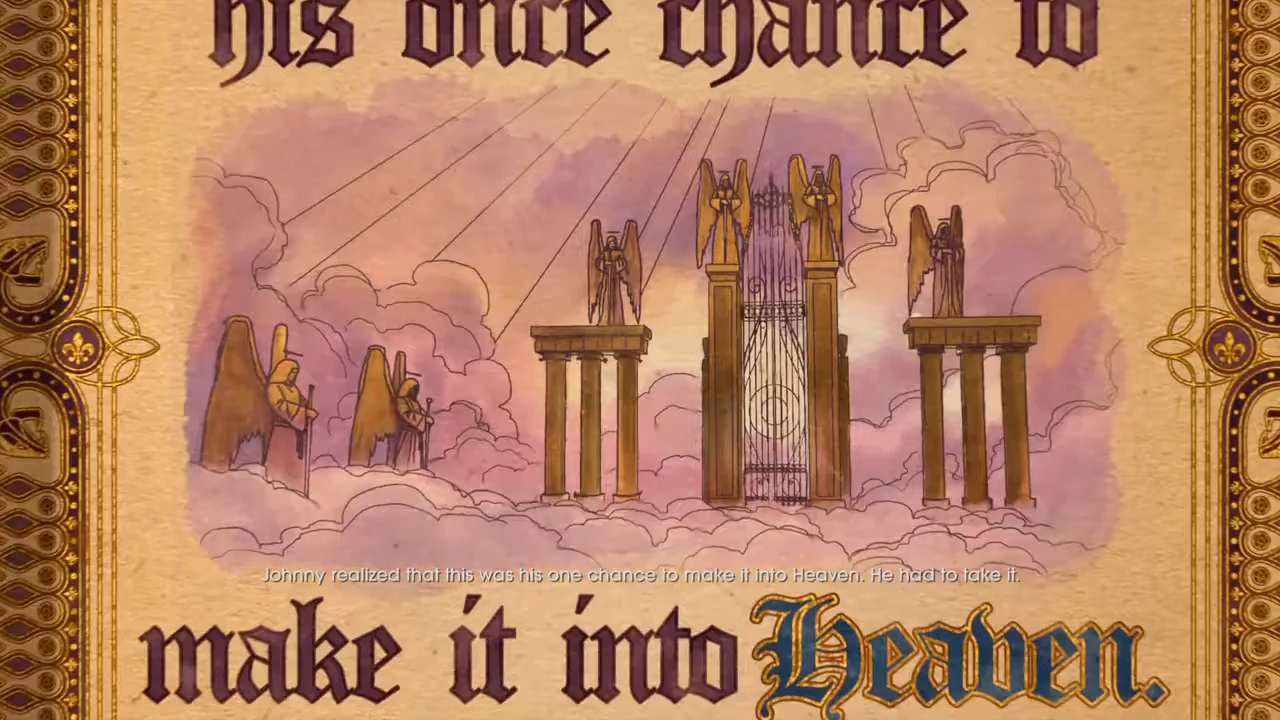 his once chance to
Johnny realized that this was his one chance to make it into Heaven. He had to take it.
make it into Heaven.